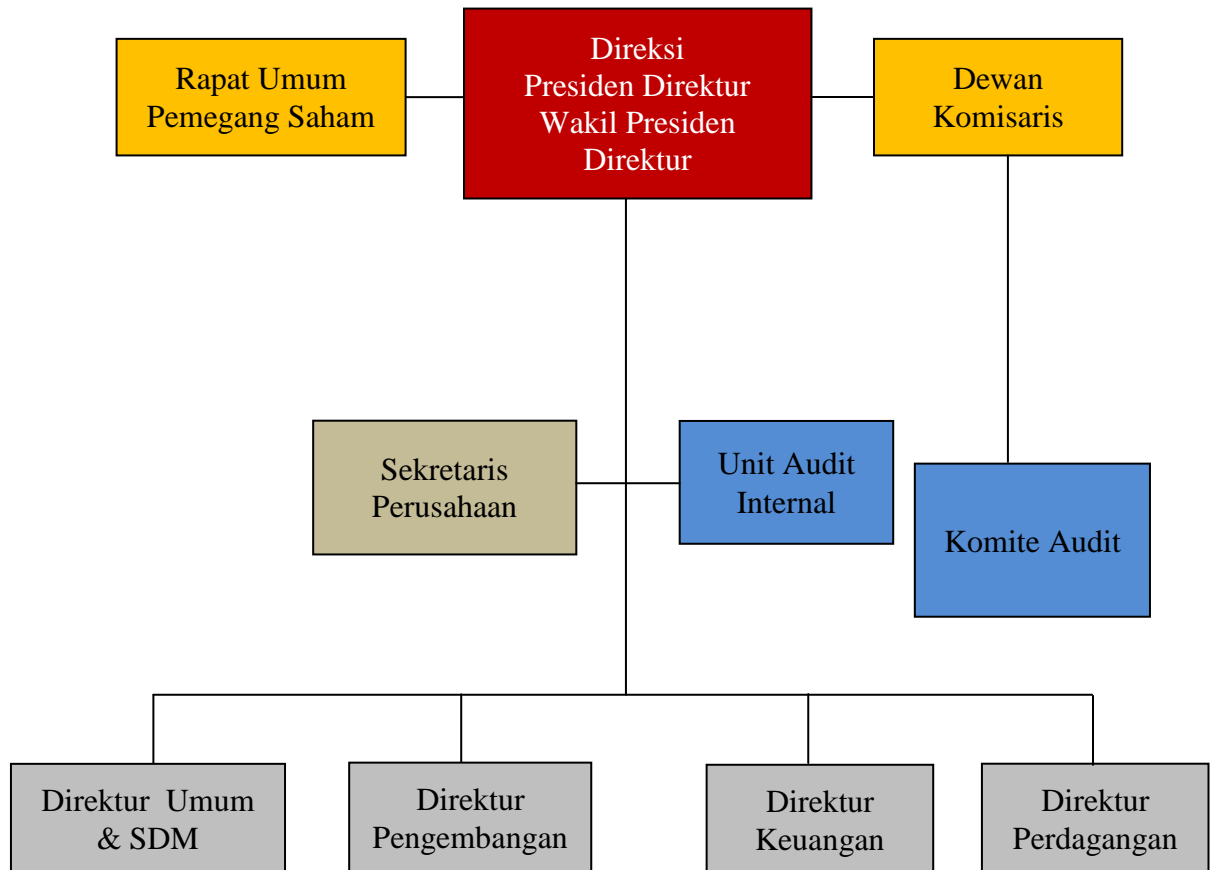 Rapat Umum
Pemegang Saham
Direksi
Presiden Direktur
Wakil Presiden
Direktur
Dewan
Komisaris
Sekretaris
Perusahaan
Unit Audit
Internal
Komite Audit
Direktur Umum
& SDM
Direktur
Pengembangan
Direktur
Keuangan
Direktur
Perdagangan